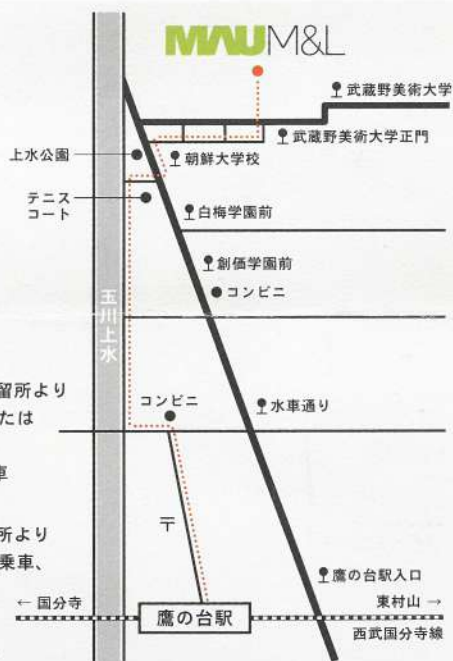 MAU M&L
武蔵野美術大学
武蔵野美術大学正門
上水公園
朝鮮大学校
テニス
コート
白梅学園前
創価学園前
コンビニ
玉川上水
留所より
たは
コンビニ
水車通り
車
所より
乗車、
〒
鷹の台駅入口
← 国分寺
鷹の台駅
東村山 →
西武国分寺線